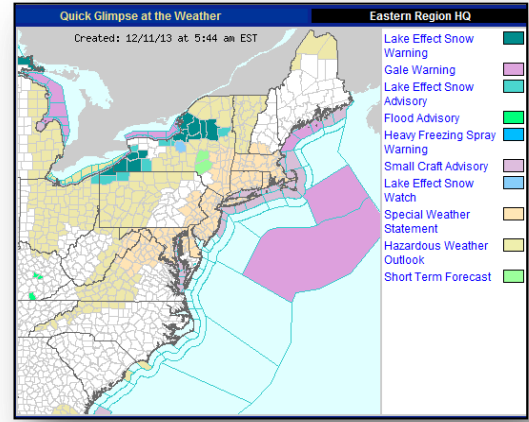 Quick Glimpse at the Weather
Eastern Region HQ
Created: 12/11/13 at 5:44 am EST
Lake Effect Snow
Warning
Gale Warning
Lake Effect Snow
Advisory
Flood Advisory
Heavy Freezing Spray
Warning
Small Craft Advisory
Lake Effect Snow
Watch
Special Weather
Statement
Hazardous Weather
Outlook
Short Term Forecast